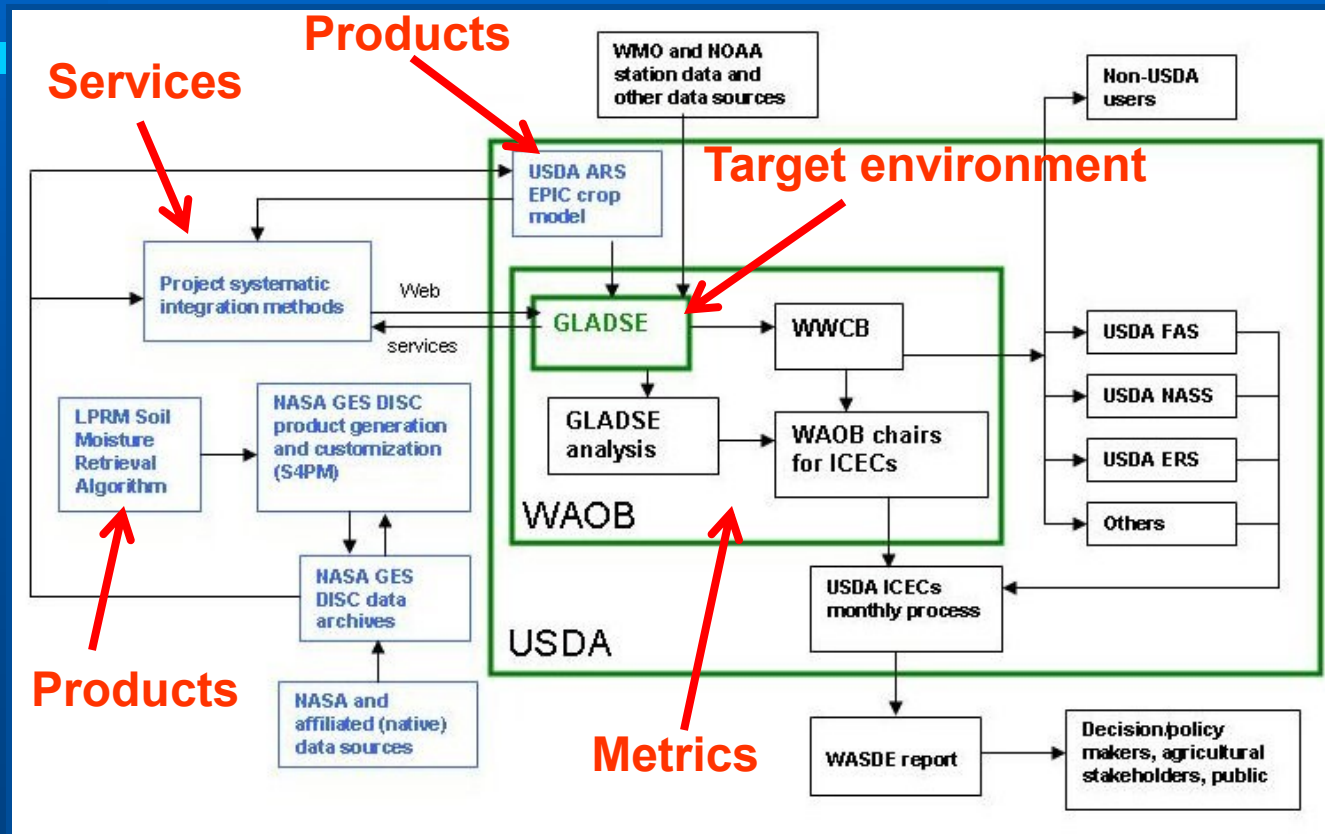 Products
Services
WMO and NOAA
station data and
other data sources
Non-USDA
users
USDA ARS
EPIC crop
model
Target environment
Project systematic
integration methods
Web
services
GLADSE
WWCB
USDA FAS
USDA NASS
USDA ERS
Others
LPRM Soil
Moisture
Retrieval
Algorithm
NASA GES DISC
product generation
and customization
(S4PM)
GLADSE
analysis
WAOB chairs
for ICECs
WAOB
NASA GES
DISC data
archives
USDA ICECs
monthly process
USDA
Products
NASA and
affiliated (native)
data sources
Metrics
WASDE report
Decision/policy
makers, agricultural
stakeholders, public